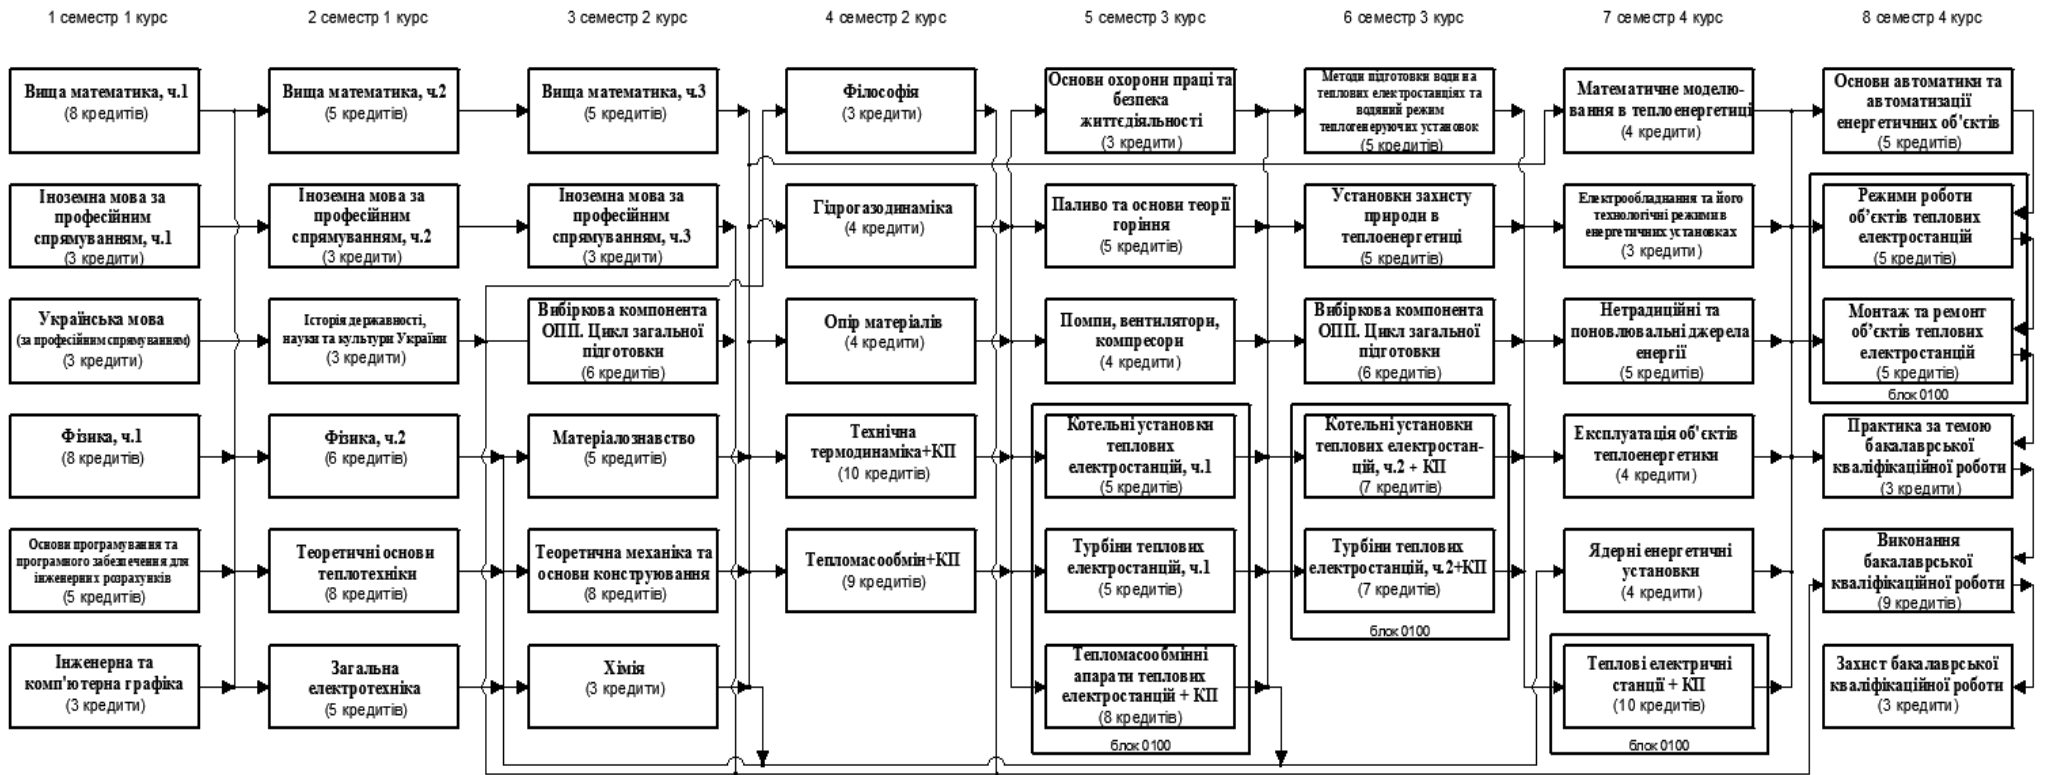 1 семестр 1 курс
2 семестр 1 курс
3 семестр 2 курс
4 семестр 2 курс
5 семестр 3 курс
6 семестр 3 курс
7 семестр 4 курс
8 семестр 4 курс
Вища математика, ч.1
(8 кредитів)
Іноземна мова за
професійним
спрямуванням, ч.1
(3 кредити)
Українська мова
(за професійним спрямуванням)
(3 кредити)
Фізика, ч.1
(8 кредитів)
Основи програмування та
програмного забезпечення для
інженерних розрахунків
(5 кредитів)
Інженерна та
комп'ютерна графіка
(3 кредити)
Вища математика, ч.2
(5 кредитів)
Іноземна мова за
професійним
спрямуванням, ч.2
(3 кредити)
Історія державності,
науки та культури України
(3 кредити)
Фізика, ч.2
(6 кредитів)
Теоретичні основи
теплотехніки
(8 кредитів)
Загальна
електротехніка
(5 кредитів)
Вища математика, ч.3
(5 кредитів)
Іноземна мова за
професійним
спрямуванням, ч.3
(3 кредити)
Вибіркова компонента
ОПП. Цикл загальної
підготовки
(6 кредитів)
Матеріалознавство
(5 кредитів)
Теоретична механіка та
основи конструювання
(8 кредитів)
Хімія
(3 кредити)
Філософія
(3 кредити)
Гідрогазодинаміка
(4 кредити)
Опір матеріалів
(4 кредити)
Технічна
термодинаміка+КП
(10 кредитів)
Тепломасообмін+КП
(9 кредитів)
Основи охорони праці та
безпека
життєдіяльності
(3 кредити)
Паливо та основи теорії
горіння
(5 кредитів)
Помпи, вентилятори,
компресори
(4 кредити)
Котельні установки
теплових
електростанцій, ч.1
(5 кредитів)
Турбіни теплових
електростанцій, ч.1
(5 кредитів)
Тепломасообмінні
апарати теплових
електростанцій + КП
(8 кредитів)
блок 0100
Методи підготовки води на
теплових електростанціях та
водяний режим
теплогенеруючих установок
(5 кредитів)
Установки захисту
природи в
теплоенергетиці
(5 кредитів)
Вибіркова компонента
ОПП. Цикл загальної
підготовки
(6 кредитів)
Котельні установки
теплових електростан-
цій, ч.2 + КП
(7 кредитів)
Турбіни теплових
електростанцій, ч.2+КП
(7 кредитів)
блок 0100
Математичне моделю-
вання в теплоенергетиці
(4 кредити)
Електрообладнання та його
технологічні режими в
енергетичних установках
(3 кредити)
Нетрадиційні та
поновлювальні джерела
енергії
(5 кредитів)
Експлуатація об'єктів
теплоенергетики
(4 кредити)
Ядерні енергетичні
установки
(4 кредити)
Теплові електричні
станції + КП
(10 кредитів)
блок 0100
Основи автоматики та
автоматизації
енергетичних об'єктів
(5 кредитів)
Режими роботи
об'єктів теплових
електростанцій
(5 кредитів)
Монтаж та ремонт
об'єктів теплових
електростанцій
(5 кредитів)
блок 0100
Практика за темою
бакалаврської
кваліфікаційної роботи
(3 кредити)
Виконання
бакалаврської
кваліфікаційної роботи
(9 кредитів)
Захист бакалаврської
кваліфікаційної роботи
(3 кредити)